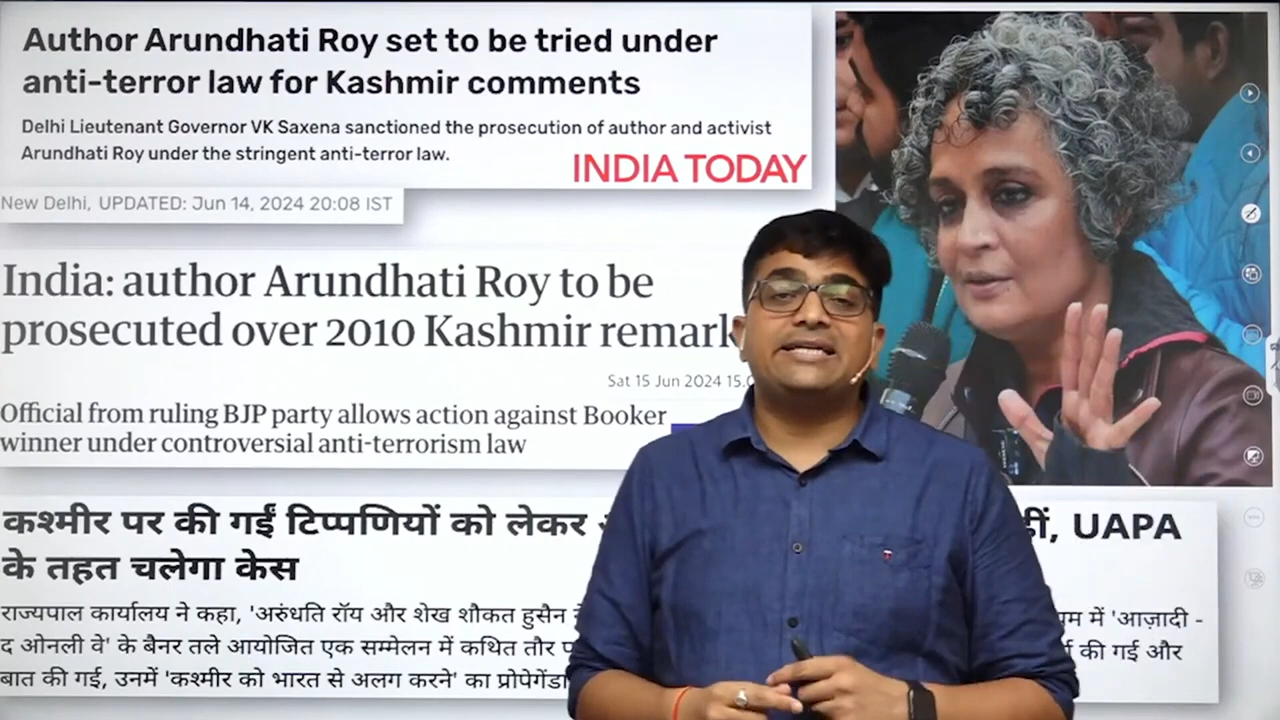 Author Arundhati Roy set to be tried under
anti-terror law for Kashmir comments
Delhi Lieutenant Governor VK Saxena sanctioned the prosecution of author and activist
Arundhati Roy under the stringent anti-terror law.
INDIA TODAY
New Delhi, UPDATED: Jun 14, 2024 20:08 IST
India: author Arundhati Roy to be
prosecuted over 2010 Kashmir remark
Sat 15 Jun 2024 15.0
Official from ruling BJP party allows action against Booker
winner under controversial anti-terrorism law
कश्मीर पर की गईं टिप्पणियों को लेकर UAPA
के तहत चलेगा केस
राज्यपाल कार्यालय ने कहा, 'अरुंधति रॉय और शेख शौकत हुसैन में 'आज़ादी -
द ओनली वे' के बैनर तले आयोजित एक सम्मेलन में कथित तौर की गई और
बात की गई, उनमें 'कश्मीर को भारत से अलग करने' का प्रोपेगेंडा